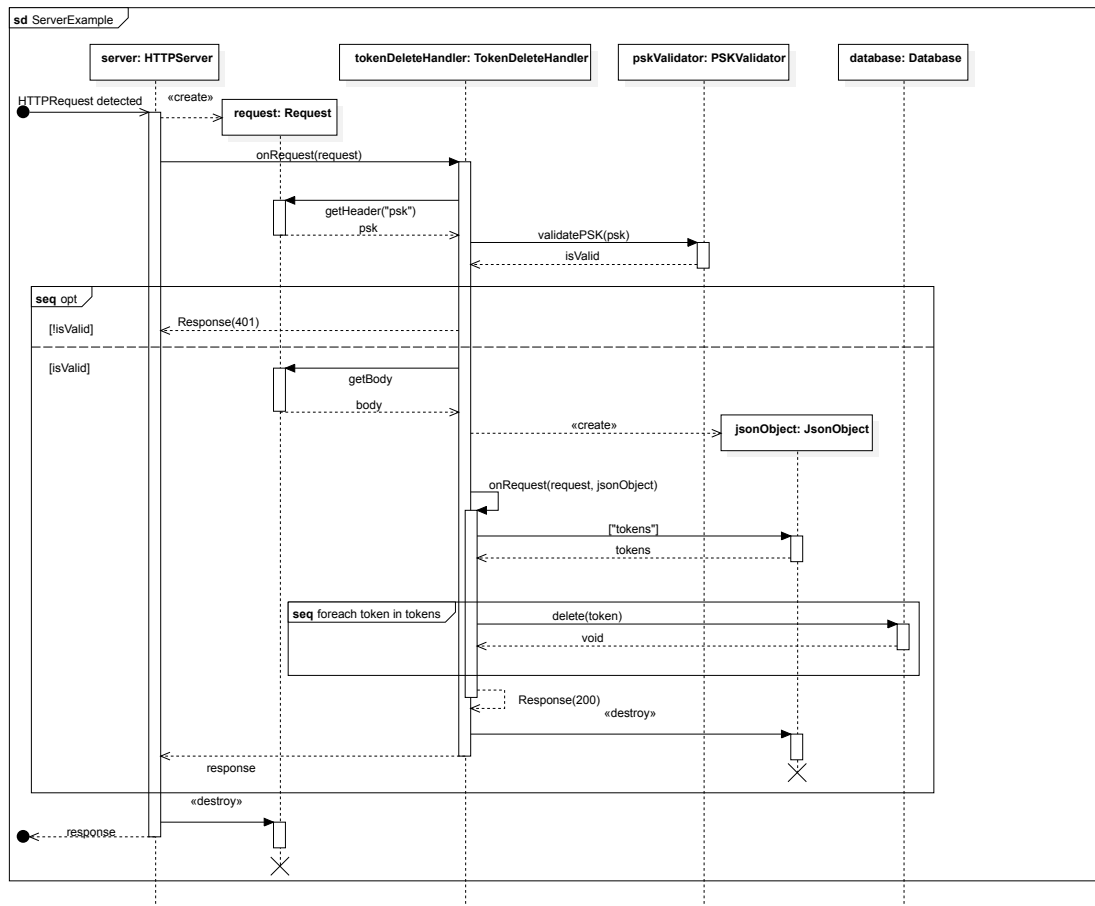 sd ServerExample
server: HTTPServer
tokenDeleteHandler: TokenDeleteHandler
pskValidator: PSKValidator
database: Database
HTTPRequest detected
«create»
request: Request
onRequest(request)
getHeader("psk")
psk
validatePSK(psk)
isValid
seq opt
[!isValid]
Response(401)
[isValid]
getBody
body
«create»
jsonObject: JsonObject
onRequest(request, jsonObject)
["tokens"]
tokens
seq foreach token in tokens
delete(token)
void
Response(200)
«destroy»
response
«destroy»
response